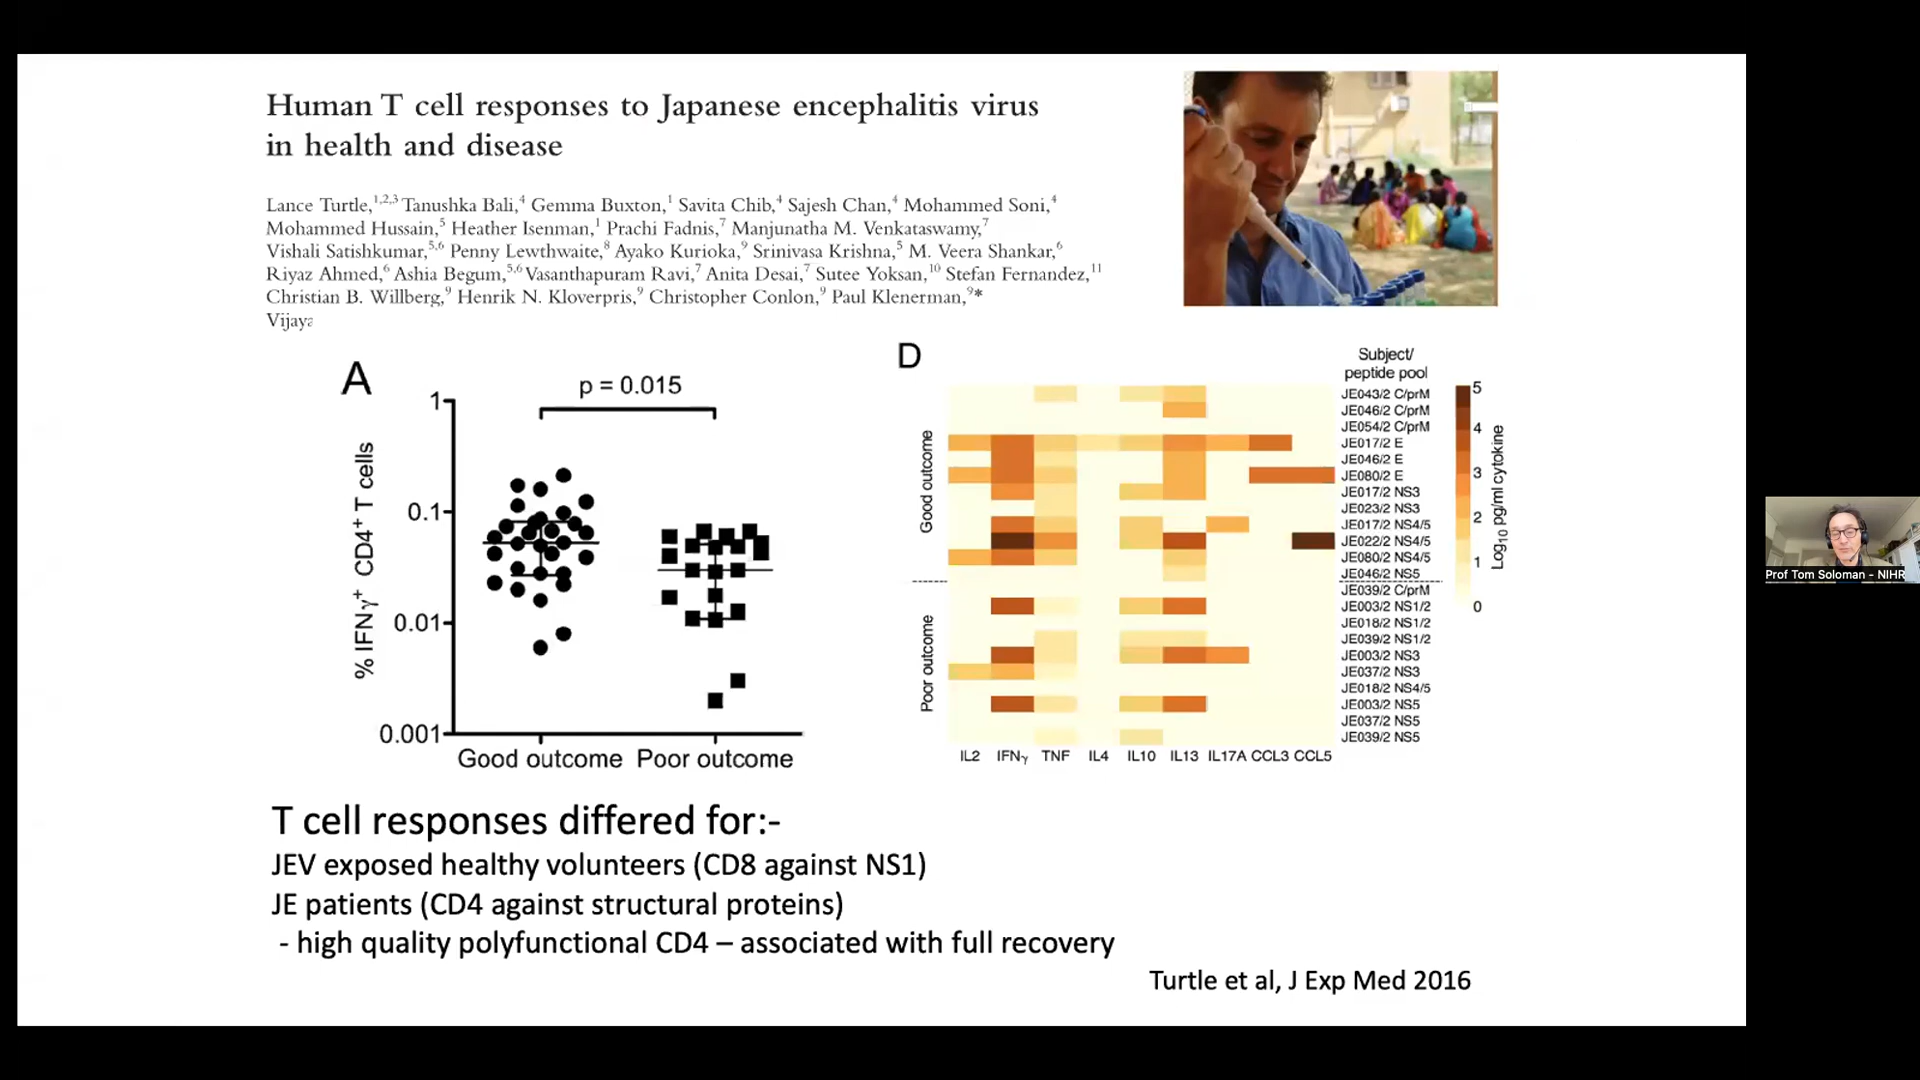 Human T cell responses to Japanese encephalitis virus
in health and disease
Lance Turtle,1,2,3 Tanushka Bali,4 Gemma Buxton,1 Savita Chib,4 Sajesh Chan,4 Mohammed Soni,4
Mohammed Hussain,5 Heather Isenman,1 Prachi Fadnis,7 Manjunatha M. Venkataswamy,7
Vishali Satishkumar,5,6 Penny Lewthwaite,8 Ayako Kurioka,9 Srinivasa Krishna,5 M. Veera Shankar,6
Riyaz Ahmed,6 Ashia Begum,5,6 Vasanthapuram Ravi,7 Anita Desai,7 Sutee Yoksan,10 Stefan Fernandez,11
Christian B. Willberg,9 Henrik N. Kloverpris,9 Christopher Conlon,9 Paul Klenerman,9*
Vijaya
A
p = 0.015
1
0.1
0.01
0.001
% IFNγ+ CD4+ T cells
Good outcome
Poor outcome
D
Subject/
peptide pool
Good outcome
Poor outcome
JE043/2 C/prM
JE046/2 C/prM
JE054/2 C/prM
JE017/2 E
JE046/2 E
JE080/2 E
JE017/2 NS3
JE023/2 NS3
JE017/2 NS4/5
JE022/2 NS4/5
JE080/2 NS4/5
JE046/2 NS5
JE039/2 C/prM
JE003/2 NS1/2
JE018/2 NS1/2
JE039/2 NS1/2
JE003/2 NS3
JE037/2 NS3
JE018/2 NS4/5
JE003/2 NS5
JE037/2 NS5
JE039/2 NS5
IL2 IFNγ TNF IL4 IL10 IL13 IL17A CCL3 CCL5
5
4
3
2
1
0
Log10 pg/ml cytokine
T cell responses differed for:-
JEV exposed healthy volunteers (CD8 against NS1)
JE patients (CD4 against structural proteins)
- high quality polyfunctional CD4 – associated with full recovery
Turtle et al, J Exp Med 2016
Prof Tom Soloman - NIHR